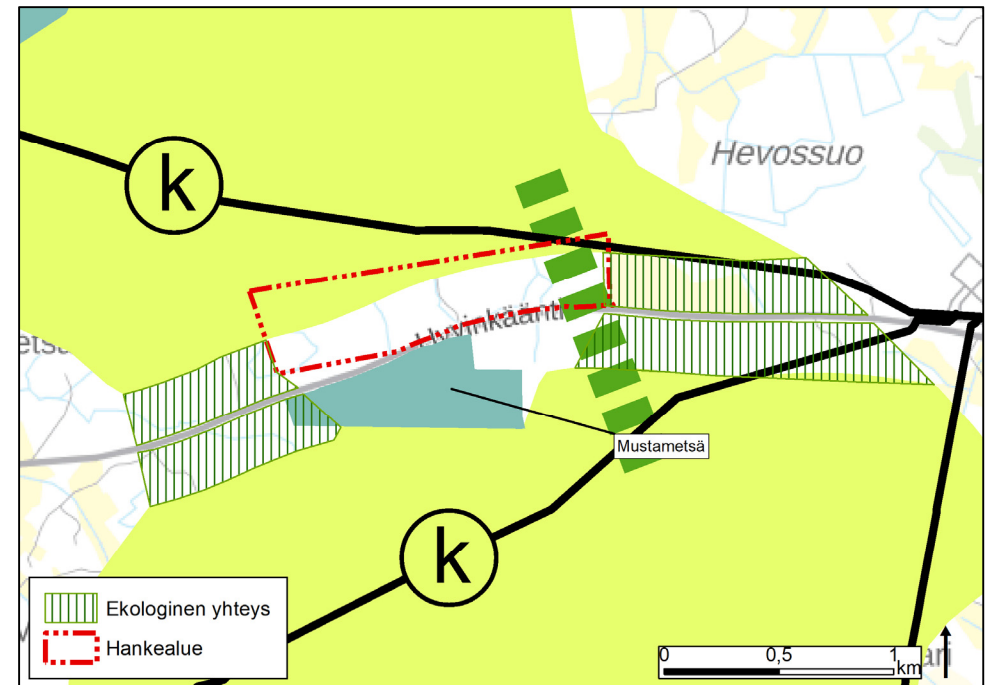 Hevossuo
k
Mustametsä
k
Ekologinen yhteys
Hankealue
0 0,5 1
km